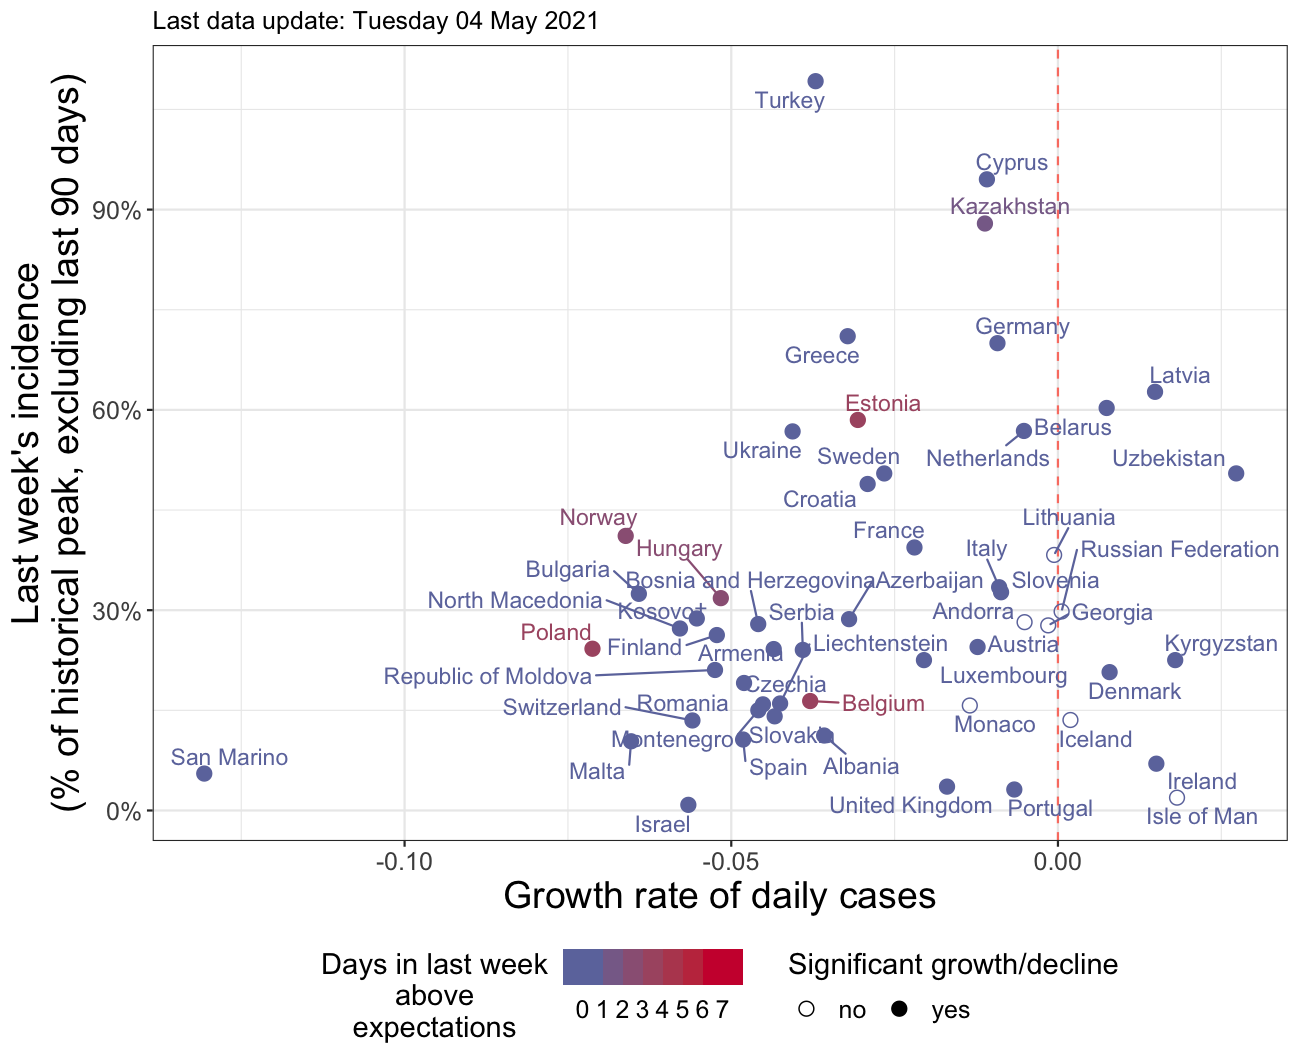 Last data update: Tuesday 04 May 2021
Last week's incidence
(% of historical peak, excluding last 90 days)
90%
60%
30%
0%
Turkey
Cyprus
Kazakhstan
Germany
Greece
Latvia
Estonia
Belarus
Ukraine
Sweden
Netherlands
Uzbekistan
Croatia
Norway
Lithuania
France
Hungary
Italy
Russian Federation
Bulgaria
Bosnia and Herzegovina
Azerbaijan
Slovenia
North Macedonia
Kosovo†
Serbia
Andorra
Georgia
Poland
Finland
Armenia
Liechtenstein
Austria
Kyrgyzstan
Republic of Moldova
Czechia
Luxembourg
Denmark
Switzerland
Romania
Belgium
Monaco
Montenegro
Slovakia
Iceland
San Marino
Malta
Spain
Albania
Ireland
United Kingdom
Portugal
Isle of Man
Israel
-0.10
-0.05
0.00
Growth rate of daily cases
Days in last week
above
expectations
0 1 2 3 4 5 6 7
Significant growth/decline
no
yes